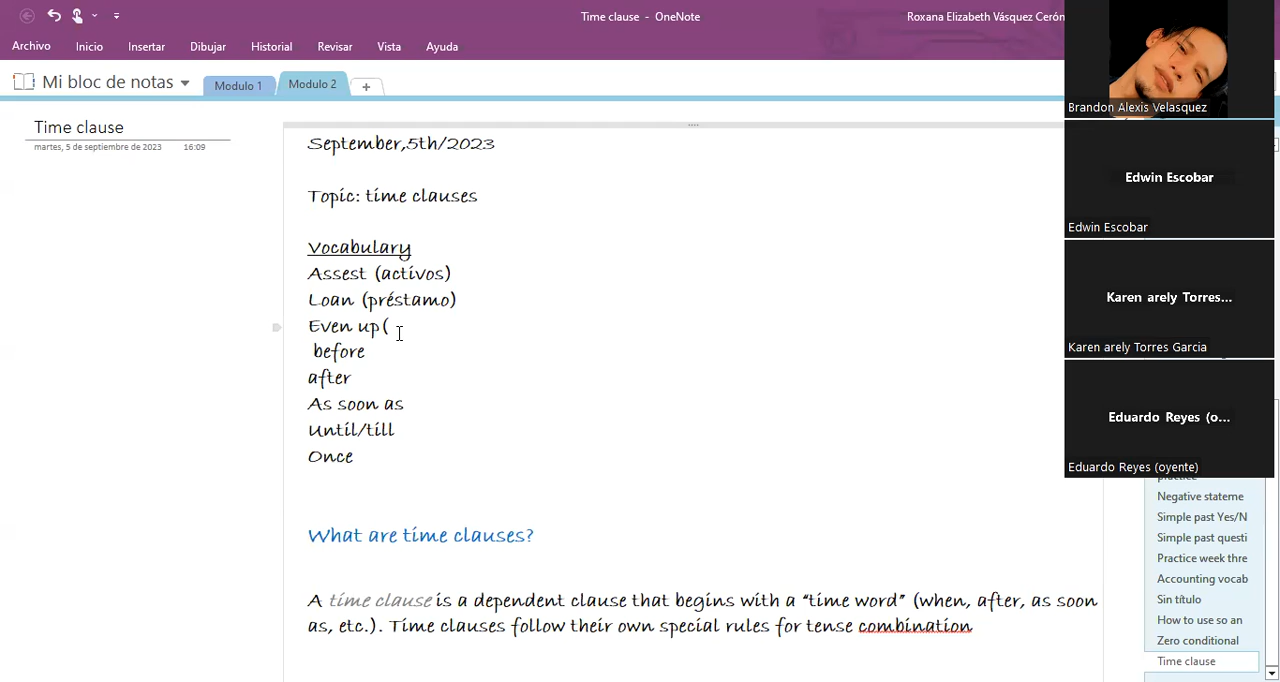 Time clause - OneNote
Roxana Elizabeth Vásquez Cerón
Archivo Inicio Insertar Dibujar Historial Revisar Vista Ayuda
Mi bloc de notas Modulo 1 Modulo 2 +
Time clause
martes, 5 de septiembre de 2023 16:09
September,5th/2023
Topic: time clauses
Vocabulary
Assest (activos)
Loan (préstamo)
Even up(
before
after
As soon as
Until/till
Once
What are time clauses?
A time clause is a dependent clause that begins with a “time word” (when, after, as soon
as, etc.). Time clauses follow their own special rules for tense combination
Brandon Alexis Velasquez
Edwin Escobar
Edwin Escobar
Karen arely Torres...
Karen arely Torres Garcia
Eduardo Reyes (o...
Eduardo Reyes (oyente)
practice
Negative stateme
Simple past Yes/N
Simple past questi
Practice week thre
Accounting vocab
Sin título
How to use so an
Zero conditional
Time clause